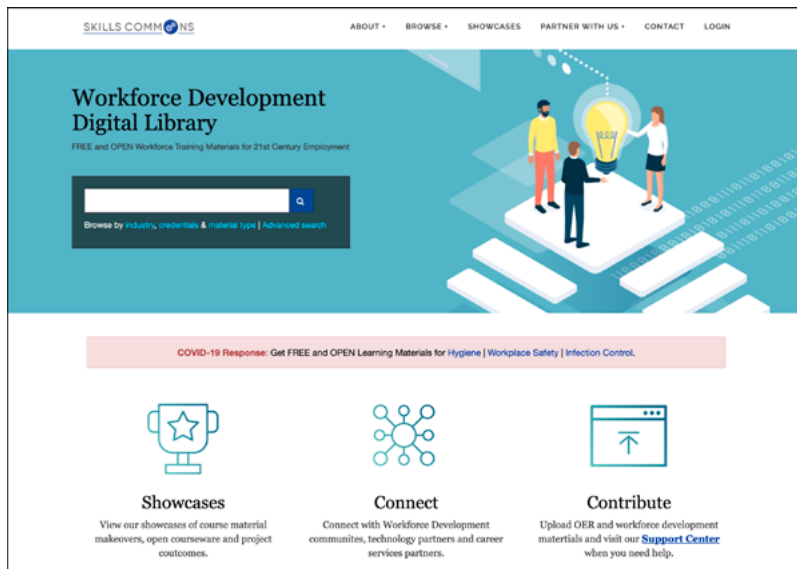 SKILLS COMMONS
ABOUT
BROWSE
SHOWCASES
PARTNER WITH US
CONTACT
LOGIN
Workforce Development
Digital Library
FREE and OPEN Workforce Training Materials for 21st Century Employment
Browse by industry, credentials & material type | Advanced search
COVID-19 Response: Get FREE and OPEN Learning Materials for Hygiene | Workplace Safety | Infection Control.
Showcases
View our showcases of course material
makeovers, open courseware and project
coutcomes.
Connect
Connect with Workforce Development
communites, technology partners and career
services partners.
Contribute
Upload OER and workforce development
matertials and visit our Support Center
when you need help.